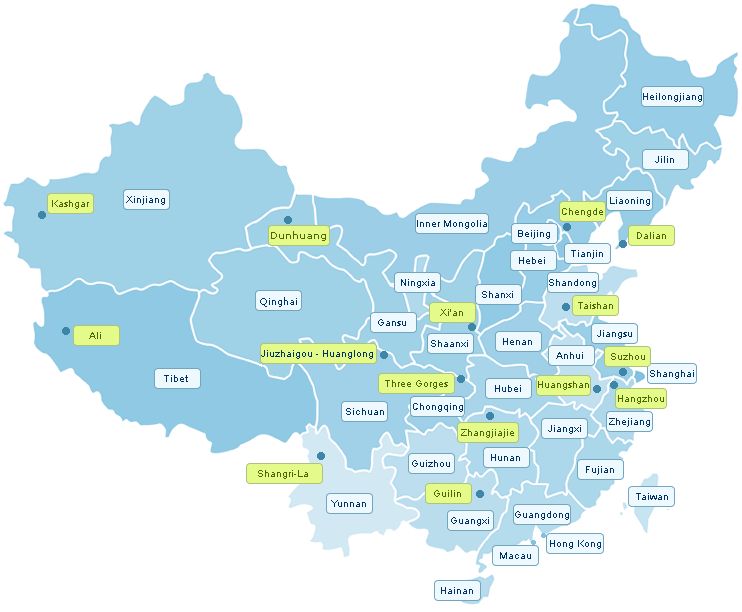 Heilongjiang
Jilin
Liaoning
Xinjiang
Kashgar
Chengde
Inner Mongolia
Beijing
Dunhuang
Dalian
Tianjin
Hebei
Ningxia
Shandong
Shanxi
Qinghai
Taishan
Xi'an
Gansu
Ali
Jiangsu
Henan
Shaanxi
Jiuzhaigou - Huanglong
Anhui
Suzhou
Shanghai
Tibet
Three Gorges
Hubei
Huangshan
Hangzhou
Chongqing
Sichuan
Zhejiang
Jiangxi
Zhangjiajie
Hunan
Guizhou
Fujian
Shangri-La
Guilin
Taiwan
Yunnan
Guangdong
Guangxi
Hong Kong
Macau
Hainan